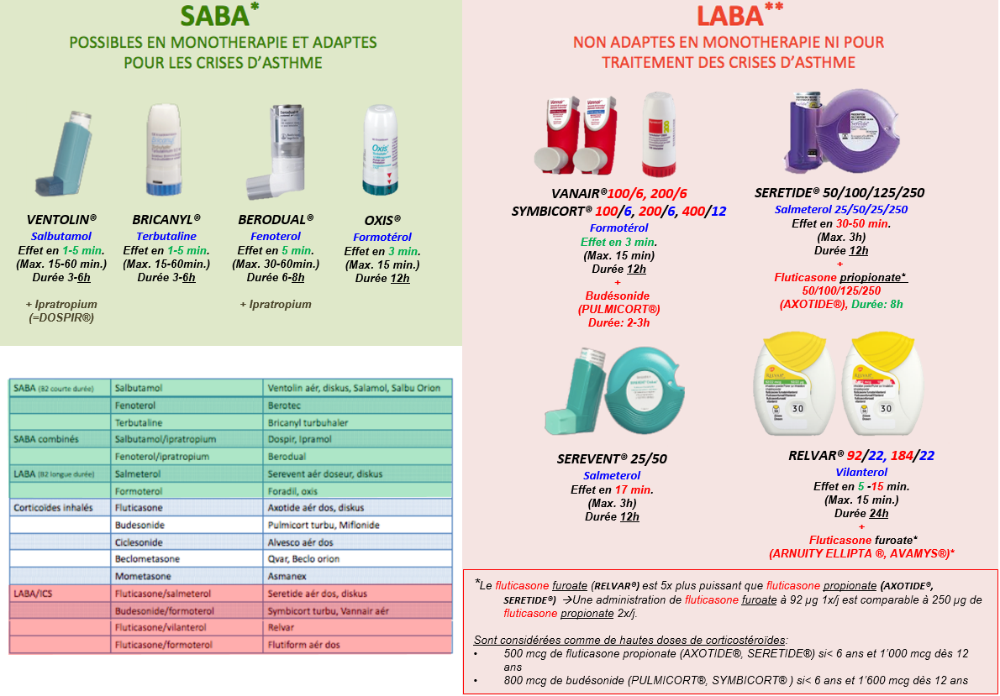 SABA*
POSSIBLES EN MONOTHERAPIE ET ADAPTES
POUR LES CRISES D’ASTHME
VENTOLIN®
Salbutamol
Effet en 1-5 min.
(Max. 15-60 min.)
Durée 3-6h
+ Ipratropium
(=DOSPIR®)
BRICANYL®
Terbutaline
Effet en 1-5 min.
(Max. 15-60min.)
Durée 3-6h
BERODUAL®
Fenoterol
Effet en 5 min.
(Max. 30-60min.)
Durée 6-8h
+ Ipratropium
Oxis
OXIS®
Formotérol
Effet en 3 min.
(Max. 15 min.)
Durée 12h
SABA (B2 courte durée) Salbutamol Ventolin aér, diskus, Salamol, Salbu Orion
Fenoterol Berotec
Terbutaline Bricanyl turbuhaler
SABA combinés Salbutamol/ipratropium Dospir, Ipramol
Fenoterol/ipratropium Berodual
LABA (B2 longue durée) Salmeterol Serevent aér doseur, diskus
Formoterol Foradil, oxis
Corticoïdes inhalés Fluticasone Axotide aér dos, diskus
Budesonide Pulmicort turbu, Miflonide
Ciclesonide Alvesco aér dos
Beclometasone Qvar, Beclo orion
Mometasone Asmanex
LABA/ICS Fluticasone/salmeterol Seretide aér dos, diskus
Budesonide/formoterol Symbicort turbu, Vannair aér
Fluticasone/vilanterol Relvar
Fluticasone/formoterol Flutiform aér dos
LABA**
NON ADAPTES EN MONOTHERAPIE NI POUR
TRAITEMENT DES CRISES D’ASTHME
Vannair
Vannair
VANAIR®100/6, 200/6
SYMBICORT® 100/6, 200/6, 400/12
Formotérol
Effet en 3 min.
(Max. 15 min)
Durée 12h
+
Budésonide
(PULMICORT®)
Durée: 2-3h
Seretide
SERETIDE® 50/100/125/250
Salmeterol 25/50/25/250
Effet en 30-50 min.
(Max. 3h)
Durée 12h
+
Fluticasone priopionate*
50/100/125/250
(AXOTIDE®), Durée: 8h
SEREVENT® 25/50
Salmeterol
Effet en 17 min.
(Max. 3h)
Durée 12h
RELVAR
30
RELVAR
30
RELVAR® 92/22, 184/22
Vilanterol
Effet en 5 -15 min.
(Max. 15 min.)
Durée 24h
+
Fluticasone furoate*
(ARNUITY ELLIPTA ®, AVAMYS®)*
*Le fluticasone furoate (RELVAR®) est 5x plus puissant que fluticasone propionate (AXOTIDE®,
SERETIDE®) →Une administration de fluticasone furoate à 92 µg 1x/j est comparable à 250 µg de
fluticasone propionate 2x/j.
Sont considérées comme de hautes doses de corticostéroïdes:
• 500 mcg de fluticasone propionate (AXOTIDE®, SERETIDE®) si< 6 ans et 1’000 mcg dès 12
ans
• 800 mcg de budésonide (PULMICORT®, SYMBICORT® ) si< 6 ans et 1’600 mcg dès 12 ans